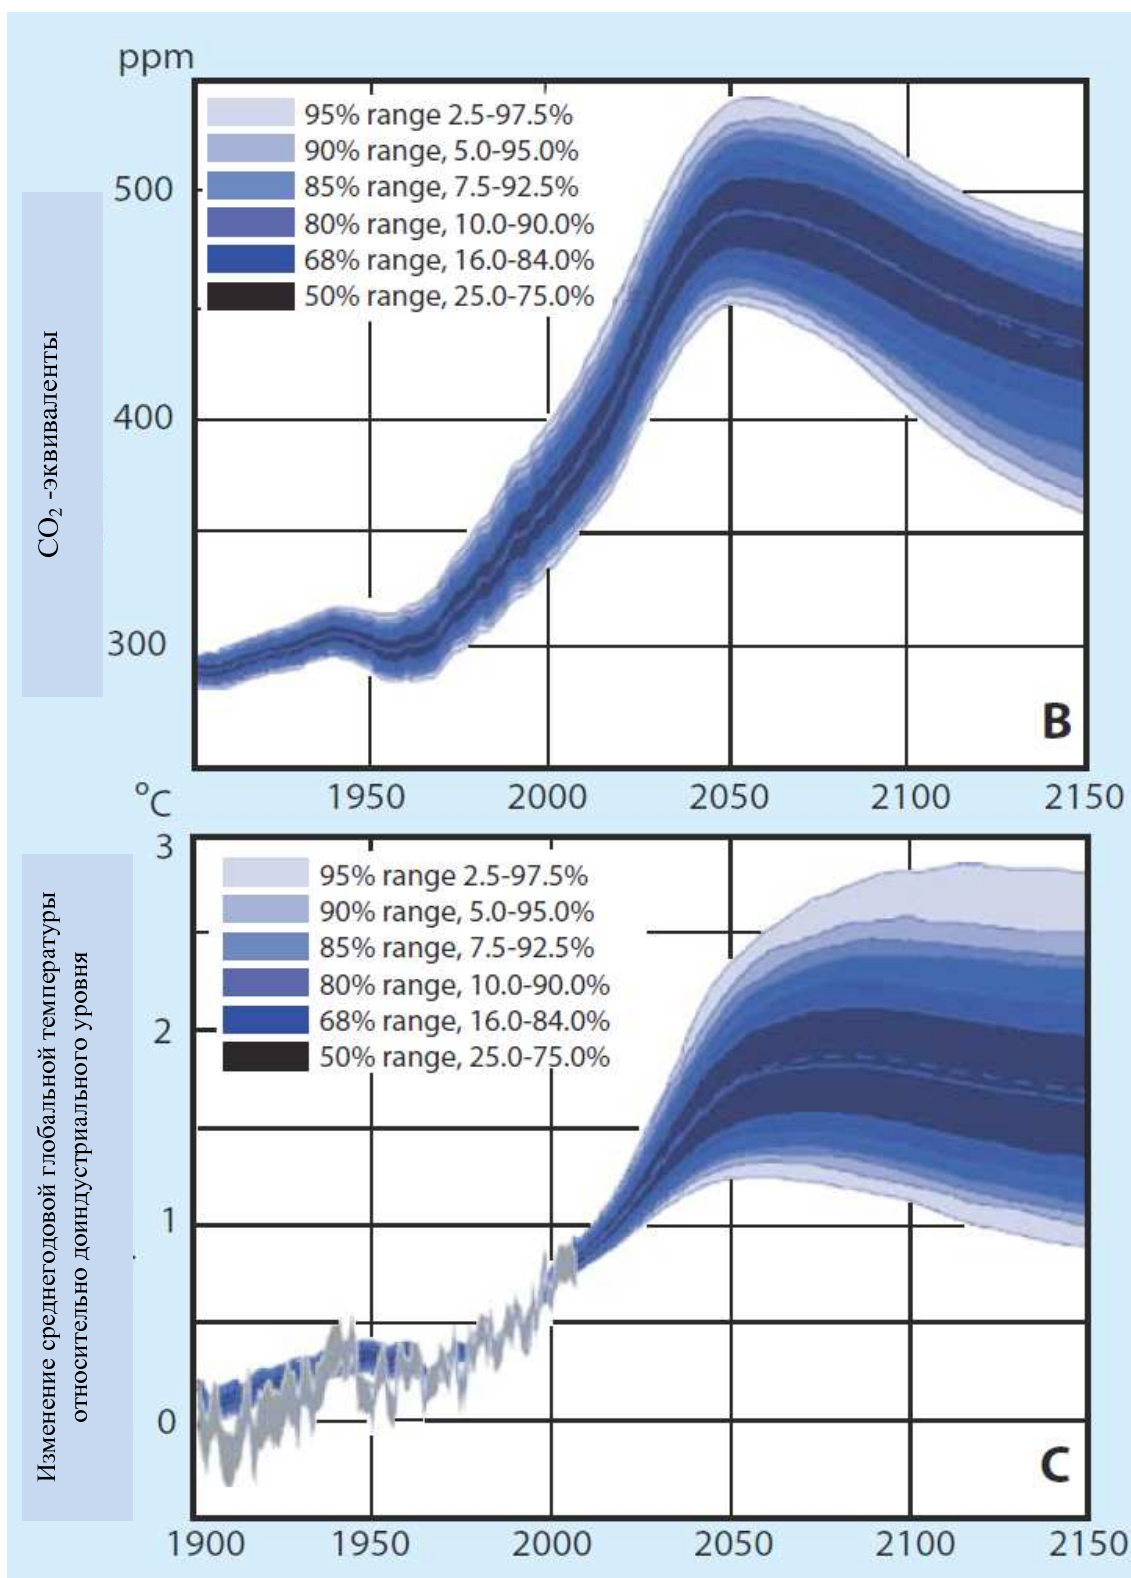 ppm
95% range 2.5-97.5%
90% range, 5.0-95.0%
85% range, 7.5-92.5%
80% range, 10.0-90.0%
68% range, 16.0-84.0%
50% range, 25.0-75.0%
500
400
300
CO₂ -эквиваленты
B
1950 2000 2050 2100 2150
°C
3
2
1
0
95% range 2.5-97.5%
90% range, 5.0-95.0%
85% range, 7.5-92.5%
80% range, 10.0-90.0%
68% range, 16.0-84.0%
50% range, 25.0-75.0%
Изменение среднегодовой глобальной температуры
относительно доиндустриального уровня
C
1900 1950 2000 2050 2100 2150